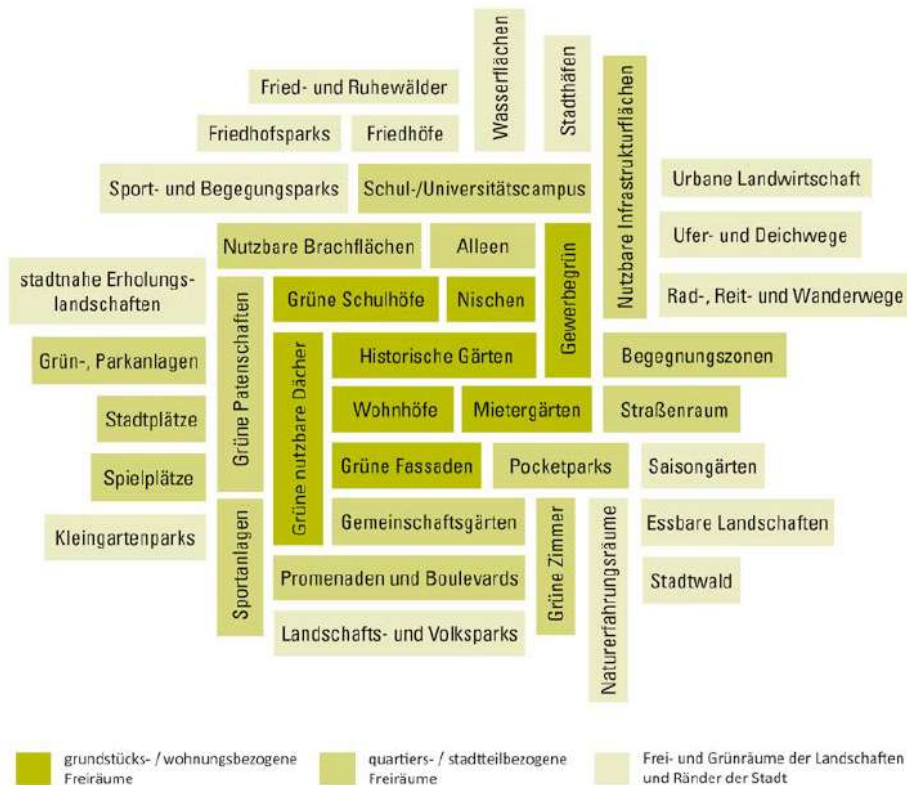 Fried- und Ruhewälder
Wasserflächen
Stadthäfen
Nutzbare Infrastrukturflächen
Friedhofsparks
Friedhöfe
Sport- und Begegungsparks
Schul-/Universitätscampus
Urbane Landwirtschaft
Nutzbare Brachflächen
Alleen
Gewerbegrün
Ufer- und Deichwege
stadtnahe Erholungs-
landschaften
Grüne Patenschaften
Grüne Schulhöfe
Nischen
Rad-, Reit- und Wanderwege
Grün-, Parkanlagen
Grüne nutzbare Dächer
Historische Gärten
Begegnungszonen
Stadtplätze
Wohnhöfe
Mietergärten
Straßenraum
Spielplätze
Grüne Fassaden
Pocketparks
Saisongärten
Kleingartenparks
Sportanlagen
Gemeinschaftsgärten
Grüne Zimmer
Naturerfahrungsräume
Essbare Landschaften
Promenaden und Boulevards
Stadtwald
Landschafts- und Volksparks
grundstücks- / wohnungsbezogene
Freiräume
quartiers- / stadtteilbezogene
Freiräume
Frei- und Grünräume der Landschaften
und Ränder der Stadt